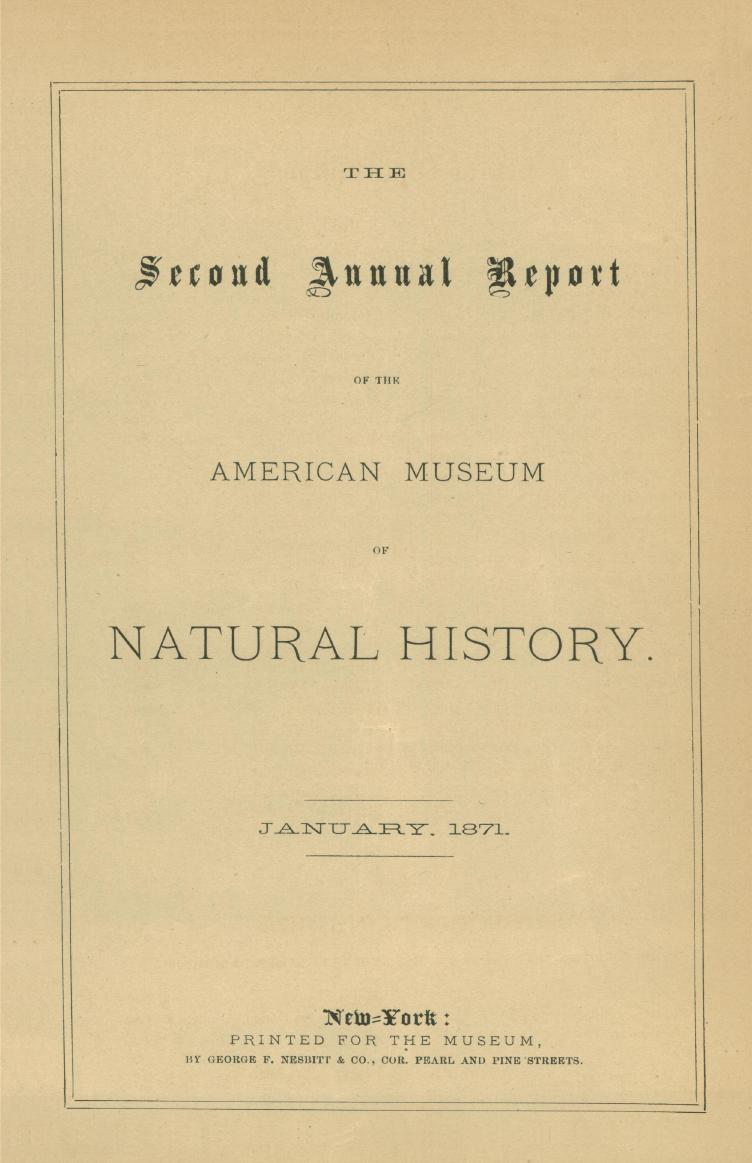 THE
Second Annual Report
OF THE
AMERICAN MUSEUM
OF
NATURAL HISTORY.
JANUARY, 1871.
New-York:
PRINTED FOR THE MUSEUM,
BY GEORGE F. NESBITT & CO., COR. PEARL AND PINE STREETS.